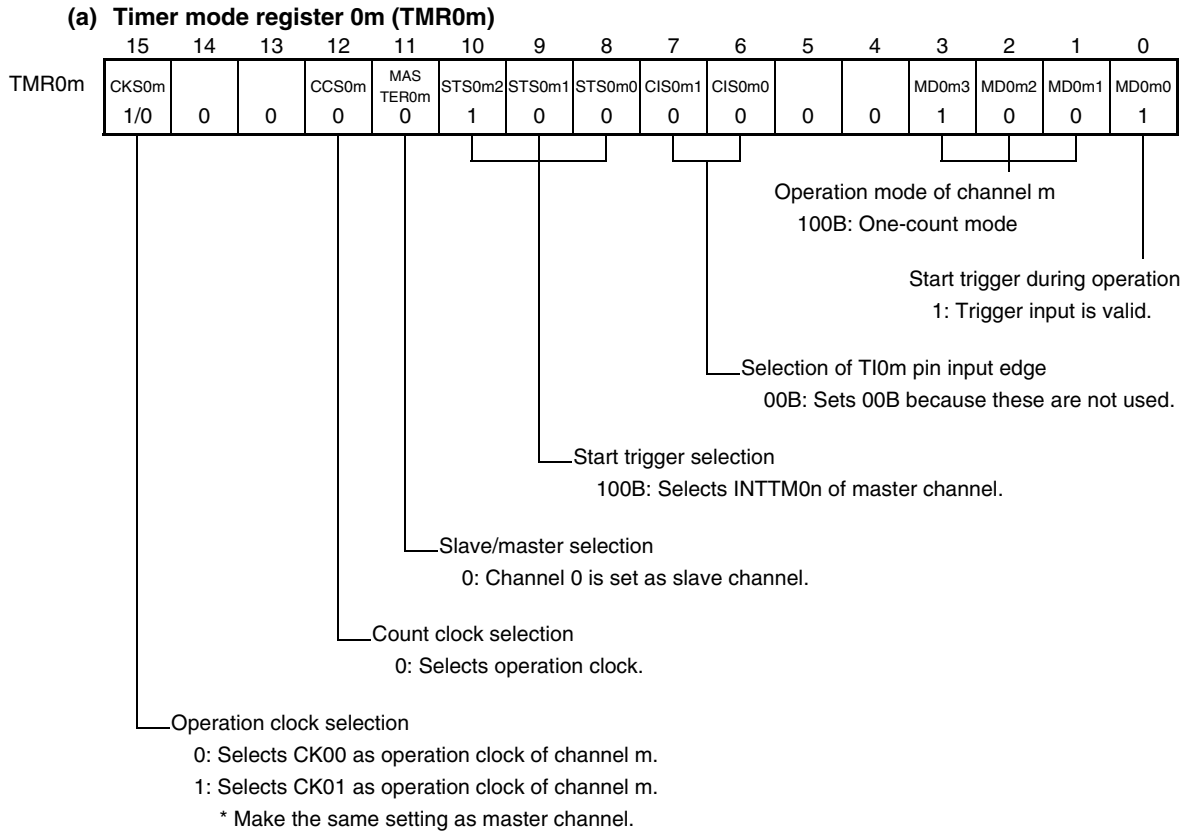 (a) Timer mode register 0m (TMR0m)
15 14 13 12 11 10 9 8 7 6 5 4 3 2 1 0
TMR0m
CKS0m CCS0m MAS TER0m STS0m2 STS0m1 STS0m0 CIS0m1 CIS0m0 MD0m3 MD0m2 MD0m1 MD0m0
1/0 0 0 0 0 1 0 0 0 0 0 0 1 0 0 1
Operation mode of channel m
100B: One-count mode
Start trigger during operation
1: Trigger input is valid.
Selection of TI0m pin input edge
00B: Sets 00B because these are not used.
Start trigger selection
100B: Selects INTTM0n of master channel.
Slave/master selection
0: Channel 0 is set as slave channel.
Count clock selection
0: Selects operation clock.
Operation clock selection
0: Selects CK00 as operation clock of channel m.
1: Selects CK01 as operation clock of channel m.
* Make the same setting as master channel.